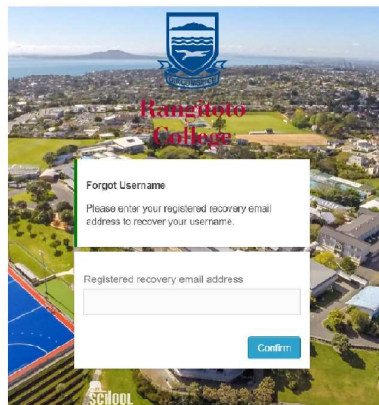 Rangitoto
College
Forgot Username
Please enter your registered recovery email
address to recover your username.
Registered recovery email address
Confirm
SCHOOL